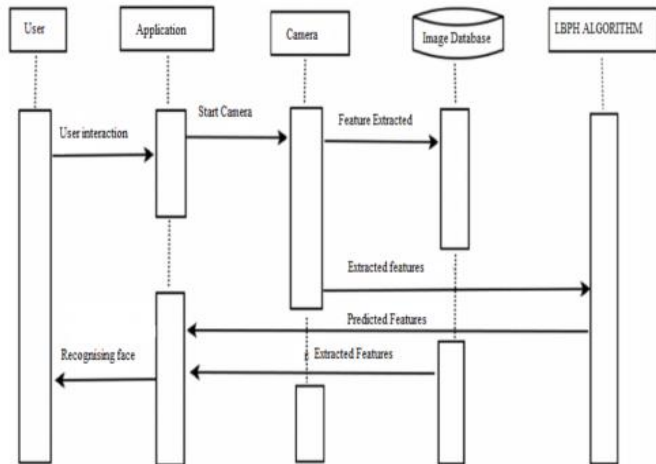 User
Application
Camera
Image Database
LBPH ALGORITHM
Start Camera
User interaction
Feature Extracted
Extracted features
Predicted Features
Recognising face
Extracted Features